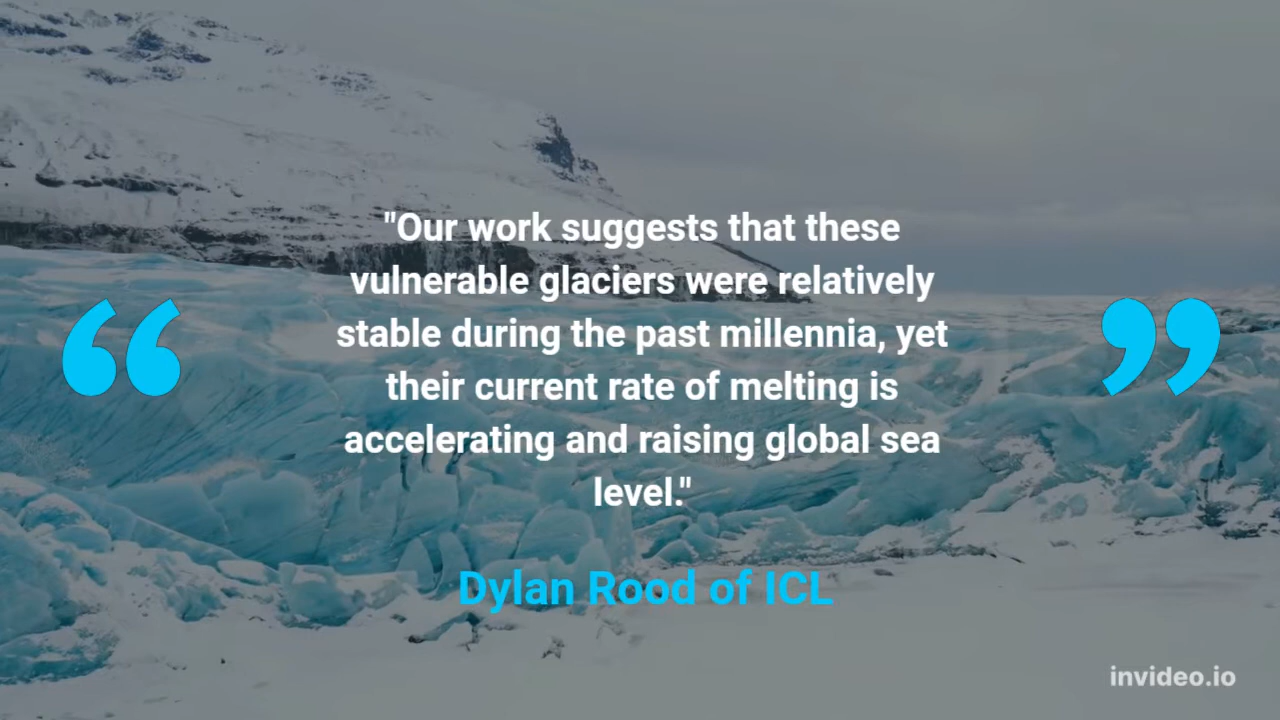 "Our work suggests that these
vulnerable glaciers were relatively
stable during the past millennia, yet
their current rate of melting is
accelerating and raising global sea
level."
Dylan Rood of ICL
invideo.io